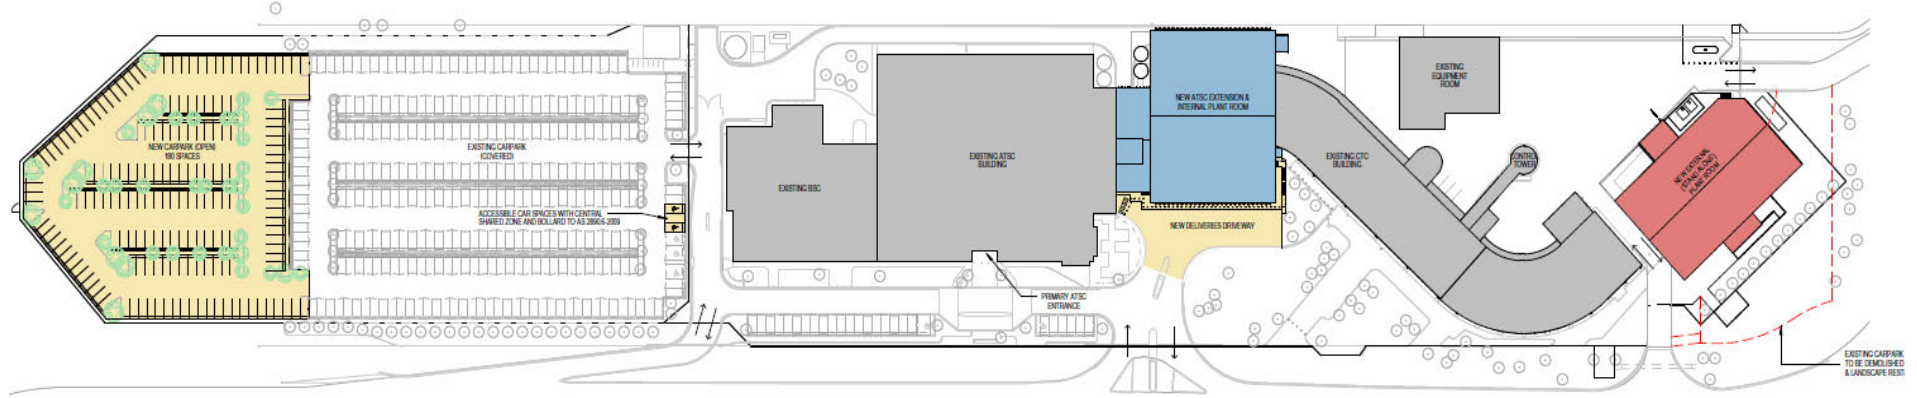 NEW CARPARK (OPEN)
180 SPACES
EXISTING CARPARK
(COVERED)
ACCESSIBLE CAR SPACES WITH CENTRAL
SHARED ZONE AND BOLLARD TO AS 2890.6-2009
EXISTING BSC
EXISTING ATSC
BUILDING
PRIMARY ATSC
ENTRANCE
NEW ATSC EXTENSION &
INTERNAL PLANT ROOM
NEW DELIVERIES DRIVEWAY
EXISTING CTC
BUILDING
EXISTING
EQUIPMENT
ROOM
CONTROL
TOWER
NEW EXTERNAL
(STAND ALONE)
PLANT ROOM
EXISTING CARPARK
TO BE DEMOLISHED
& LANDSCAPE REST